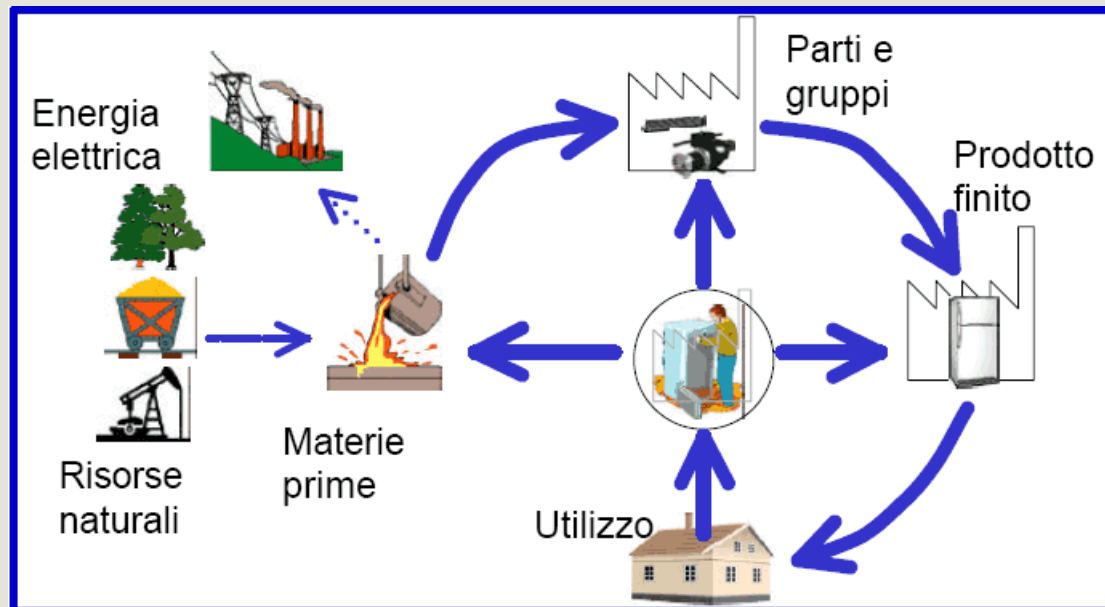 Energia
elettrica
Parti e
gruppi
Prodotto
finito
Risorse
naturali
Materie
prime
Utilizzo